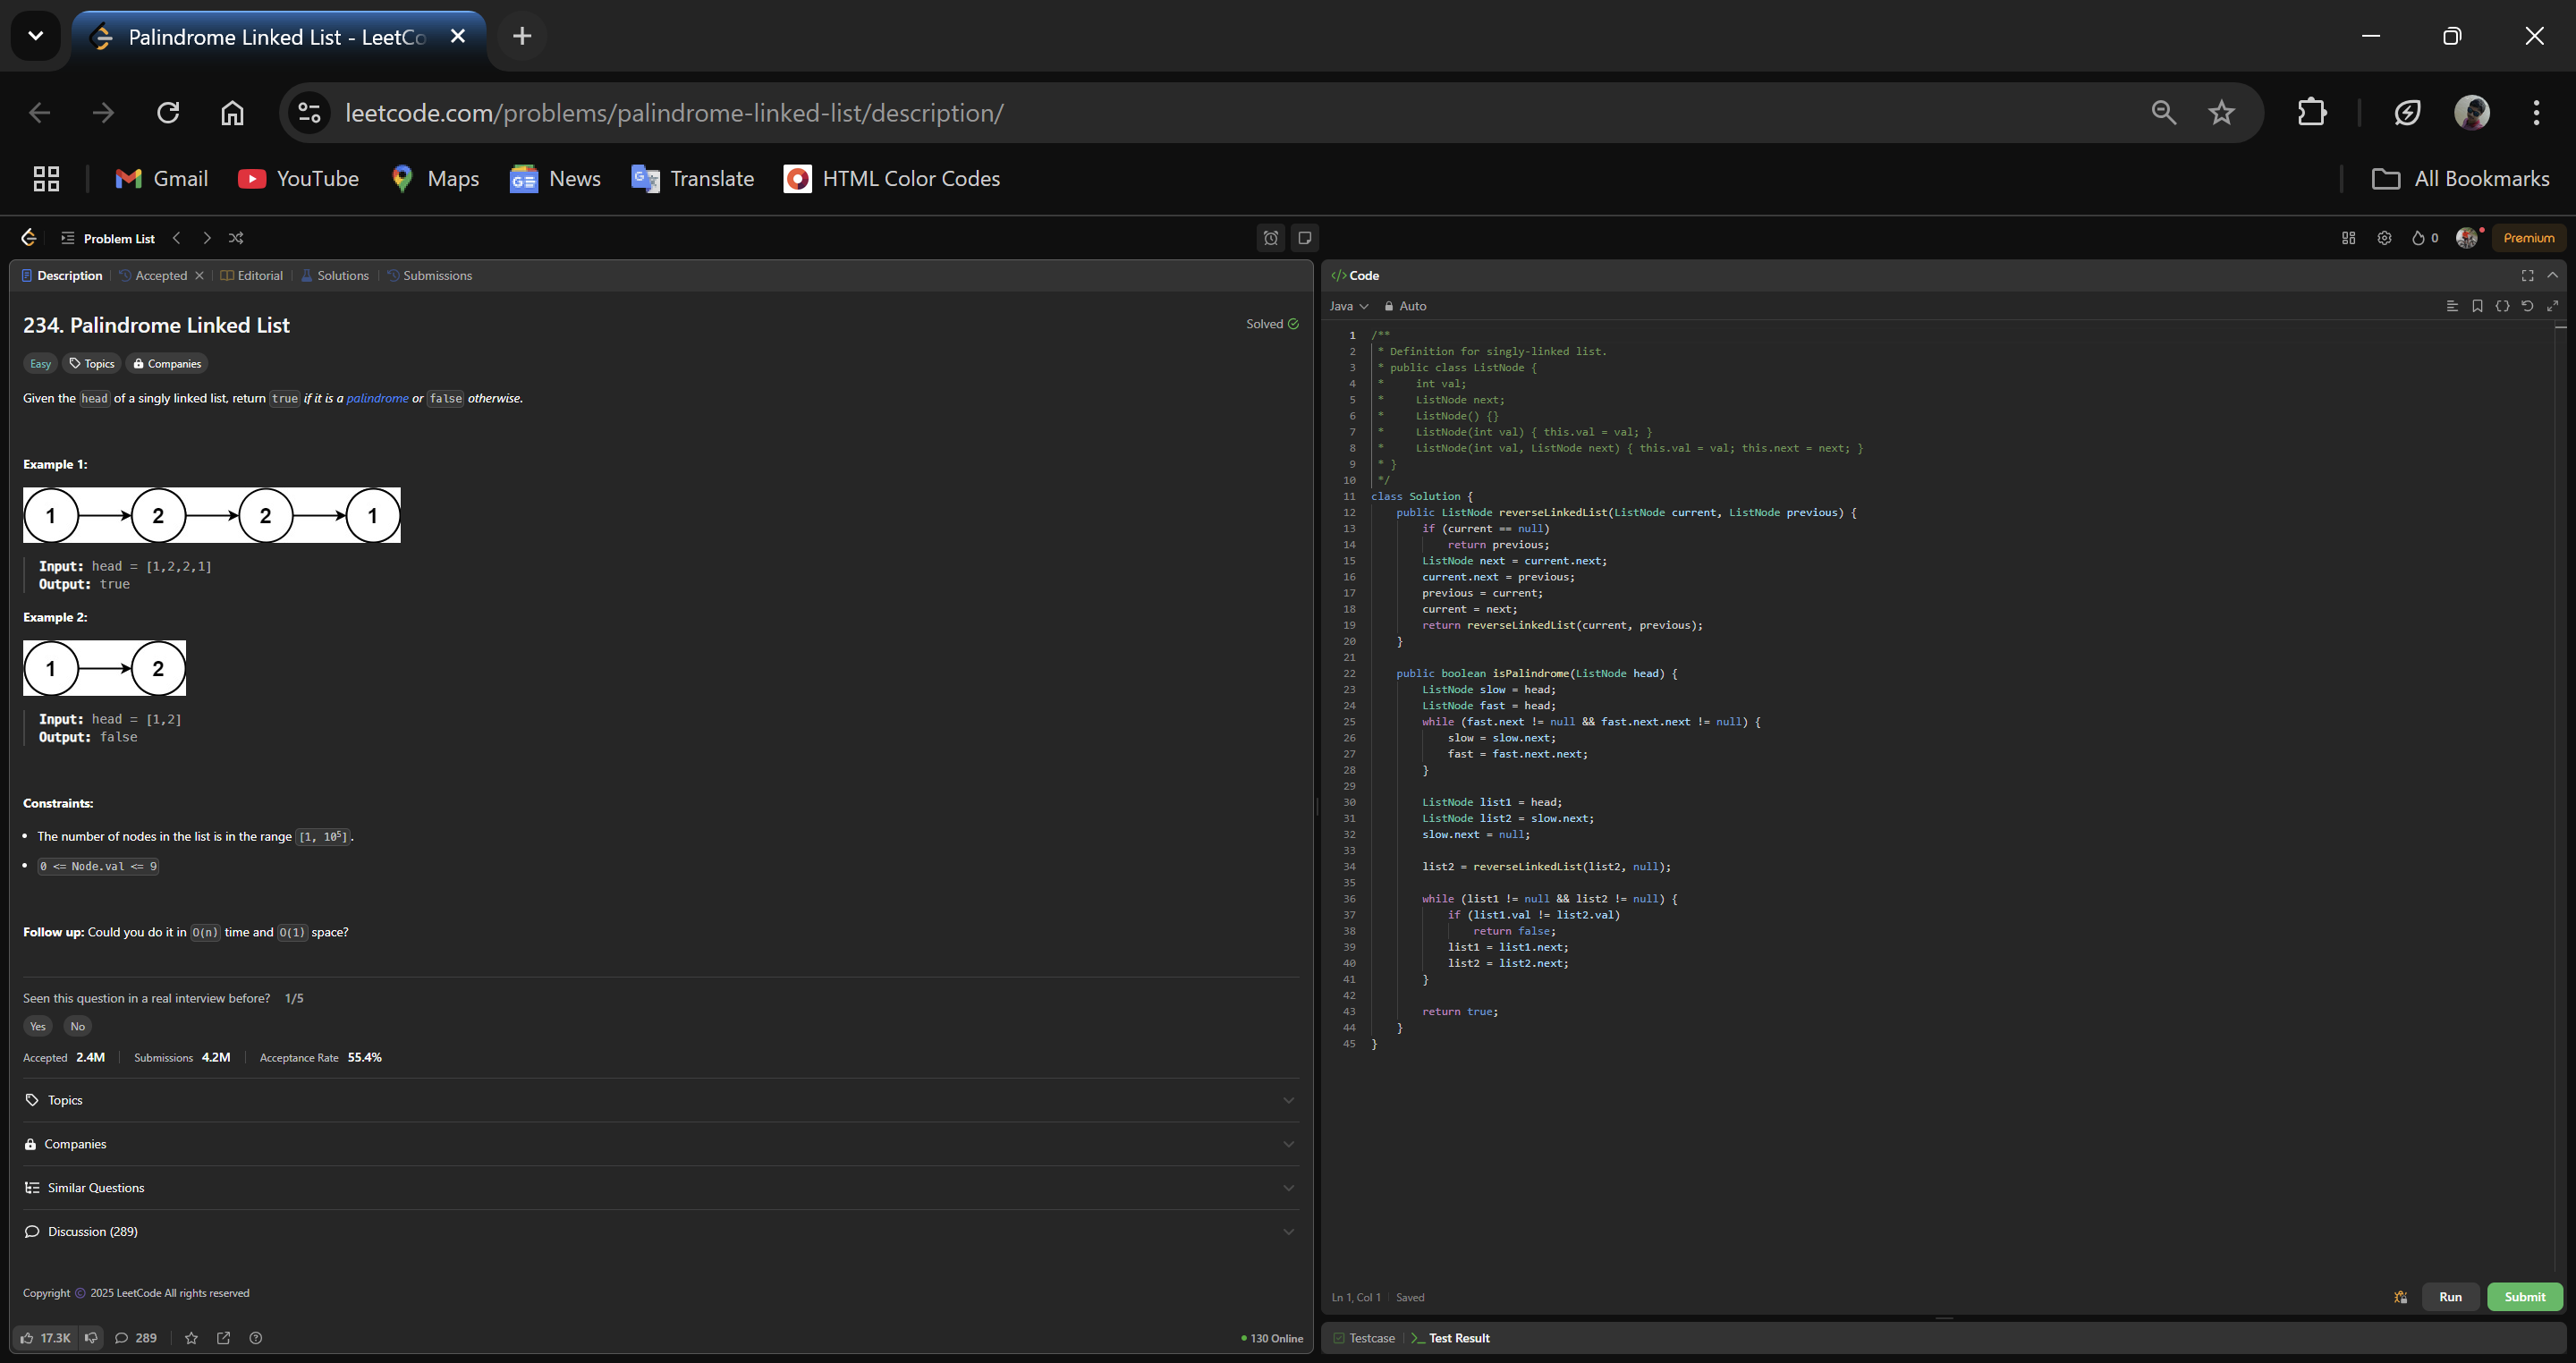 Palindrome Linked List - LeetCo
leetcode.com/problems/palindrome-linked-list/description/
Gmail YouTube Maps News Translate HTML Color Codes All Bookmarks
Problem List 0 Premium
Description Accepted Editorial Solutions Submissions
234. Palindrome Linked List Solved
Easy Topics Companies
Given the head of a singly linked list, return true if it is a palindrome or false otherwise.
Example 1:
1 2 2 1
Input: head = [1,2,2,1]
Output: true
Example 2:
1 2
Input: head = [1,2]
Output: false
Constraints:
• The number of nodes in the list is in the range [1, 10⁵].
• 0 <= Node.val <= 9
Follow up: Could you do it in O(n) time and O(1) space?
Seen this question in a real interview before? 1/5
Yes No
Accepted 2.4M Submissions 4.2M Acceptance Rate 55.4%
Topics
Companies
Similar Questions
Discussion (289)
Copyright © 2025 LeetCode All rights reserved
17.3K 289 130 Online
</> Code
Java Auto
1 /**
2 * Definition for singly-linked list.
3 * public class ListNode {
4 *     int val;
5 *     ListNode next;
6 *     ListNode() {}
7 *     ListNode(int val) { this.val = val; }
8 *     ListNode(int val, ListNode next) { this.val = val; this.next = next; }
9 * }
10 */
11 class Solution {
12     public ListNode reverseLinkedList(ListNode current, ListNode previous) {
13         if (current == null)
14             return previous;
15         ListNode next = current.next;
16         current.next = previous;
17         previous = current;
18         current = next;
19         return reverseLinkedList(current, previous);
20     }
21
22     public boolean isPalindrome(ListNode head) {
23         ListNode slow = head;
24         ListNode fast = head;
25         while (fast.next != null && fast.next.next != null) {
26             slow = slow.next;
27             fast = fast.next.next;
28         }
29
30         ListNode list1 = head;
31         ListNode list2 = slow.next;
32         slow.next = null;
33
34         list2 = reverseLinkedList(list2, null);
35
36         while (list1 != null && list2 != null) {
37             if (list1.val != list2.val)
38                 return false;
39             list1 = list1.next;
40             list2 = list2.next;
41         }
42
43         return true;
44     }
45 }
Ln 1, Col 1 Saved Run Submit
Testcase Test Result